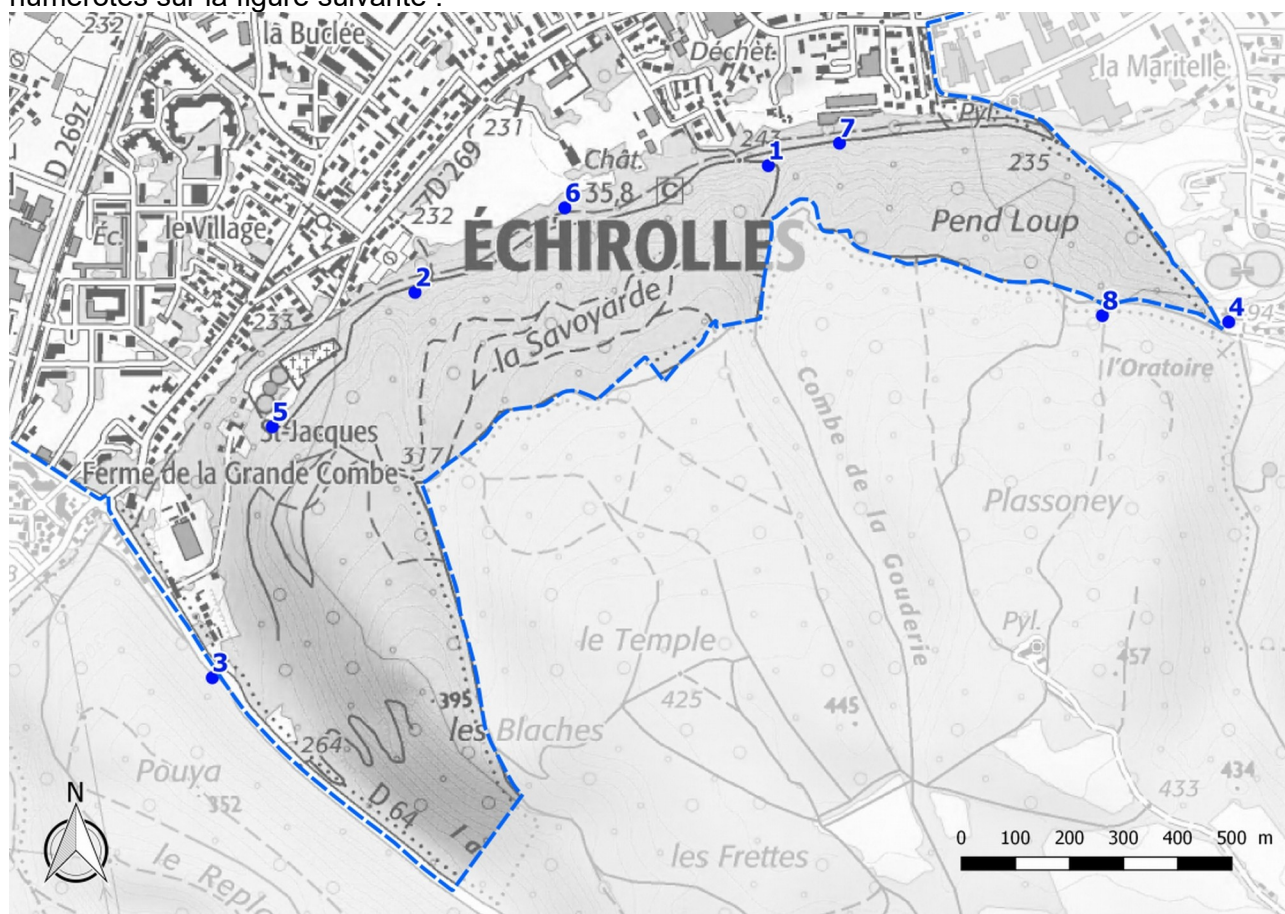 numérotés sur la figure suivante :
232
la Buclée
Déchèt.
la Maritelle
D 269z
231
Pyl.
7
243
1
235
Chât.
D 269
6
35,8
C
232
Éc.
le Village
Pend Loup
ÉCHIROLLES
2
8
4
194
233
la Savoyarde
l'Oratoire
5
St-Jacques
317
Ferme de la Grande Combe
Combe de la Gouderie
Plassoney
le Temple
Pyl.
457
3
395
425
445
les Blaches
264
Pouya
434
352
D 64
433
N
La
0 100 200 300 400 500 m
les Frettes